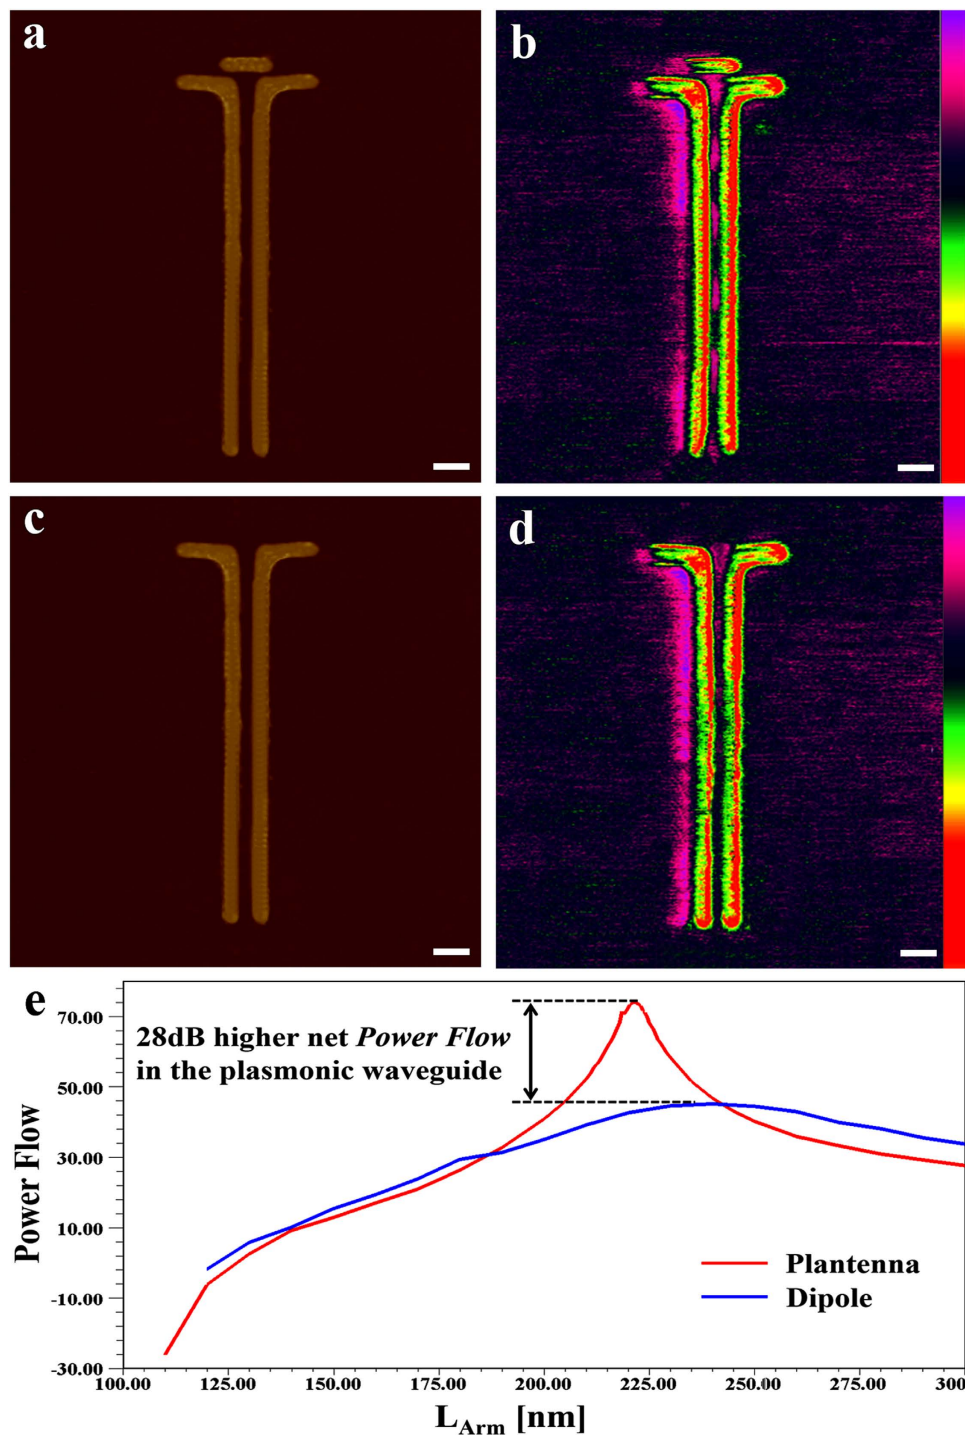 a
b
c
d
e
28dB higher net Power Flow
in the plasmonic waveguide
Power Flow
70.00
50.00
30.00
10.00
-10.00
-30.00
Plantenna
Dipole
100.00 125.00 150.00 175.00 200.00 225.00 250.00 275.00 300
L_Arm [nm]